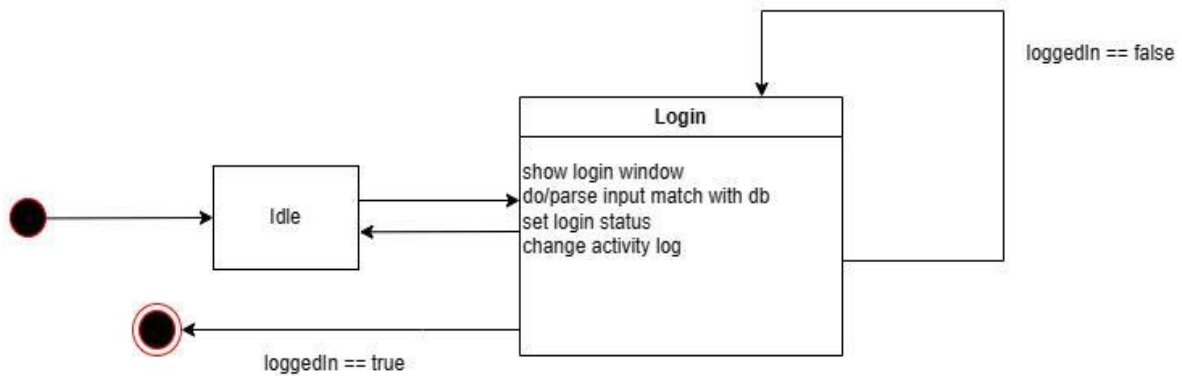 loggedIn == false
Login
show login window
do/parse input match with db
set login status
change activity log
Idle
loggedIn == true